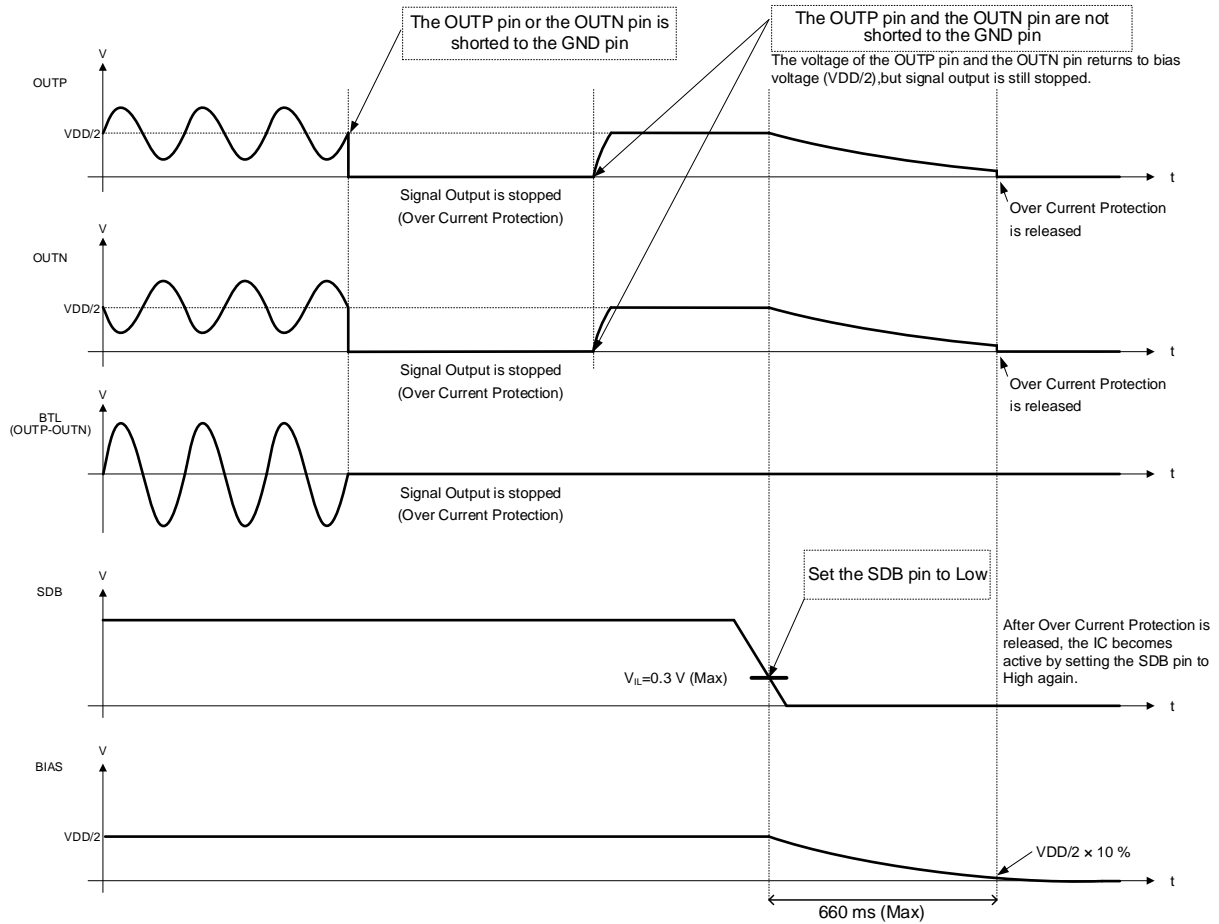 The OUTP pin or the OUTN pin is
shorted to the GND pin
The OUTP pin and the OUTN pin are not
shorted to the GND pin
The voltage of the OUTP pin and the OUTN pin returns to bias
voltage (VDD/2),but signal output is still stopped.
V
OUTP
VDD/2
t
Signal Output is stopped
(Over Current Protection)
Over Current Protection
is released
V
OUTN
VDD/2
t
Signal Output is stopped
(Over Current Protection)
Over Current Protection
is released
V
BTL
(OUTP-OUTN)
t
Signal Output is stopped
(Over Current Protection)
Set the SDB pin to Low
V
SDB
After Over Current Protection is
released, the IC becomes
active by setting the SDB pin to
High again.
VIL=0.3 V (Max)
t
V
BIAS
VDD/2
VDD/2 × 10 %
t
660 ms (Max)